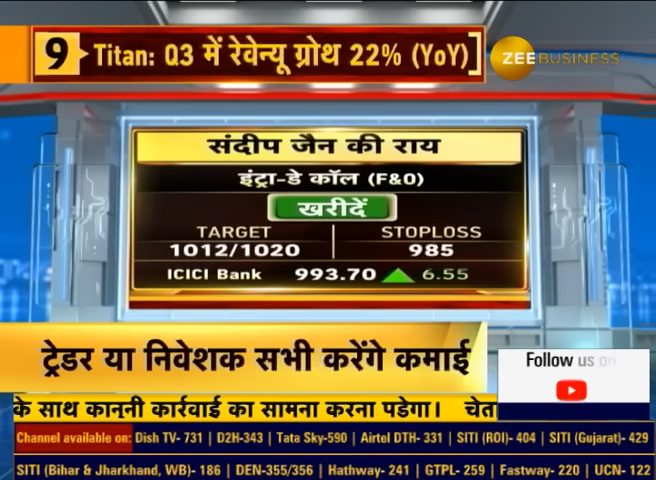 9 Titan: Q3 में रेवेन्यू ग्रोथ 22% (YoY)
ZEE BUSINESS
संदीप जैन की राय
इंट्रा-डे कॉल (F&O)
खरीदें
TARGET STOPLOSS
1012/1020 985
ICICI Bank 993.70 6.55
ट्रेडर या निवेशक सभी करेंगे कमाई
Follow us on
के साथ कानूनी कार्रवाई का सामना करना पडेगा। चेता
Channel available on: Dish TV- 731 | D2H-343 | Tata Sky-590 | Airtel DTH- 331 | SITI (ROI)- 404 | SITI (Gujarat)- 429
SITI (Bihar & Jharkhand, WB)- 186 | DEN-355/356 | Hathway- 241 | GTPL- 259 | Fastway- 220 | UCN- 122